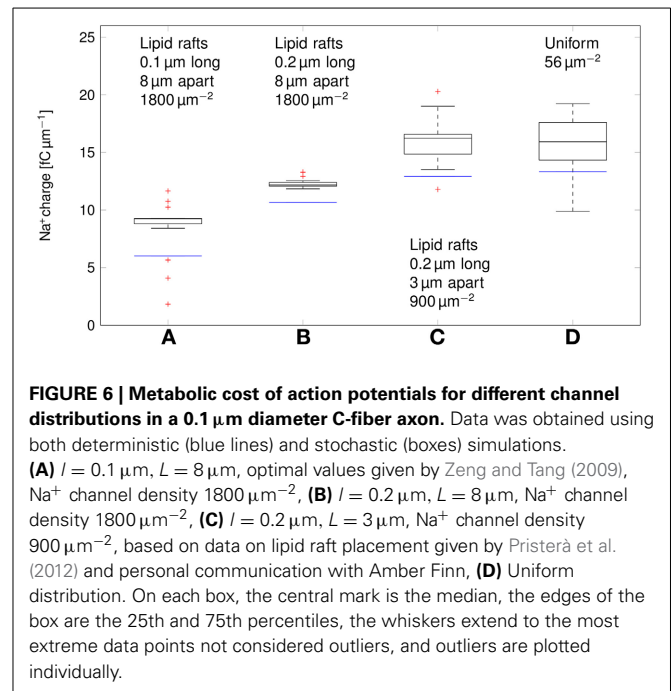 25
20
15
10
5
0
Na⁺ charge [fC µm⁻¹]
Lipid rafts
0.1 µm long
8 µm apart
1800 µm⁻²
Lipid rafts
0.2 µm long
8 µm apart
1800 µm⁻²
Lipid rafts
0.2 µm long
3 µm apart
900 µm⁻²
Uniform
56 µm⁻²
A
B
C
D
FIGURE 6 | Metabolic cost of action potentials for different channel
distributions in a 0.1 µm diameter C-fiber axon. Data was obtained using
both deterministic (blue lines) and stochastic (boxes) simulations.
(A) l = 0.1 µm, L = 8 µm, optimal values given by Zeng and Tang (2009),
Na⁺ channel density 1800 µm⁻², (B) l = 0.2 µm, L = 8 µm, Na⁺ channel
density 1800 µm⁻², (C) l = 0.2 µm, L = 3 µm, Na⁺ channel density
900 µm⁻², based on data on lipid raft placement given by Pristerà et al.
(2012) and personal communication with Amber Finn, (D) Uniform
distribution. On each box, the central mark is the median, the edges of the
box are the 25th and 75th percentiles, the whiskers extend to the most
extreme data points not considered outliers, and outliers are plotted
individually.